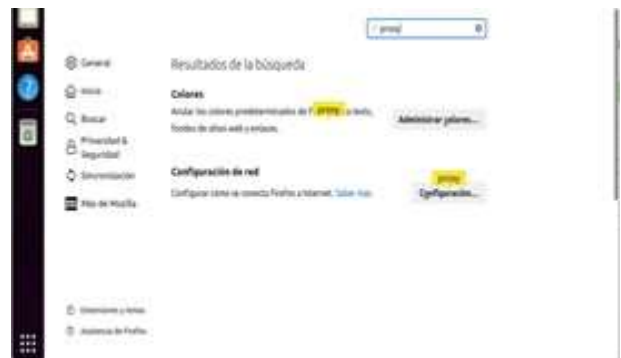 proxy
General
Inicio
Buscar
Privacidad &
Seguridad
Sincronización
Más de Mozilla
Extensiones y temas
Asistencia de Firefox
Resultados de la búsqueda
Colores
Anular los colores predeterminados de proxy texto,
fondos de sitios web y enlaces.
Administrar colores...
Configuración de red
Configurar cómo se conecta Firefox a Internet. Saber más
proxy
Configuración...